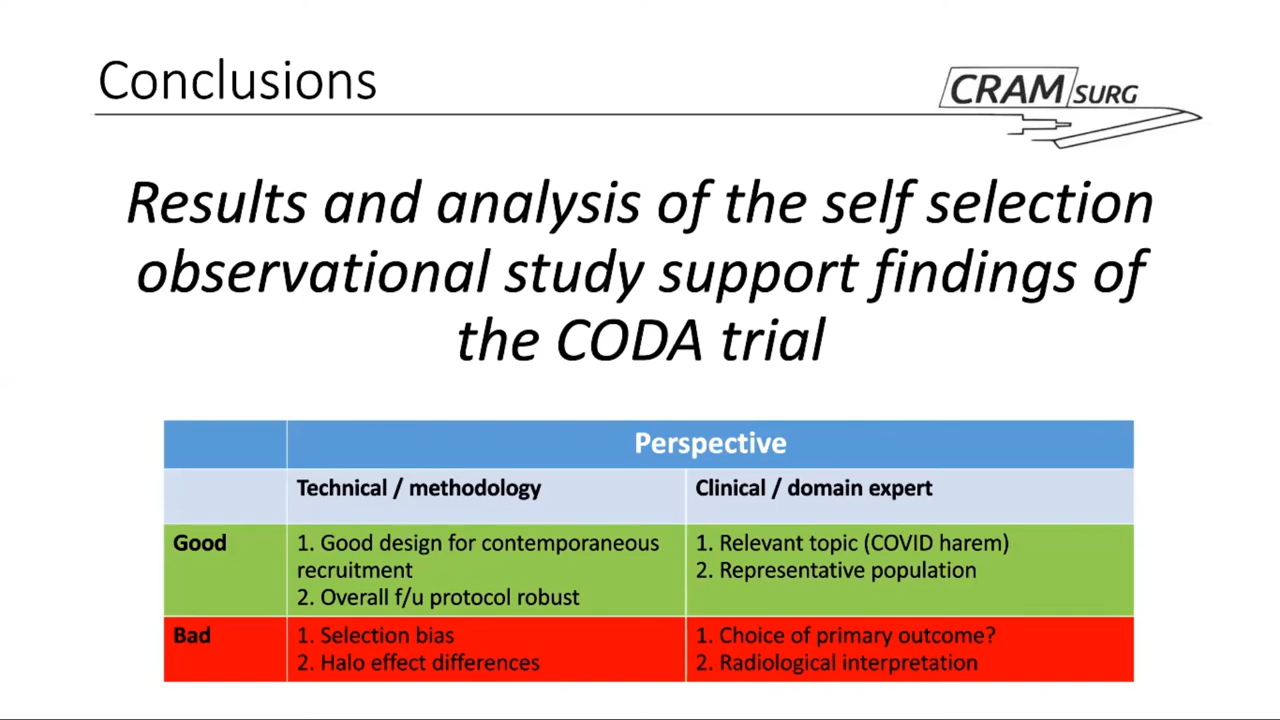 Conclusions
CRAM SURG
Results and analysis of the self selection
observational study support findings of
the CODA trial
Perspective
Technical / methodology
Clinical / domain expert
Good
1. Good design for contemporaneous
recruitment
2. Overall f/u protocol robust
1. Relevant topic (COVID harem)
2. Representative population
Bad
1. Selection bias
2. Halo effect differences
1. Choice of primary outcome?
2. Radiological interpretation